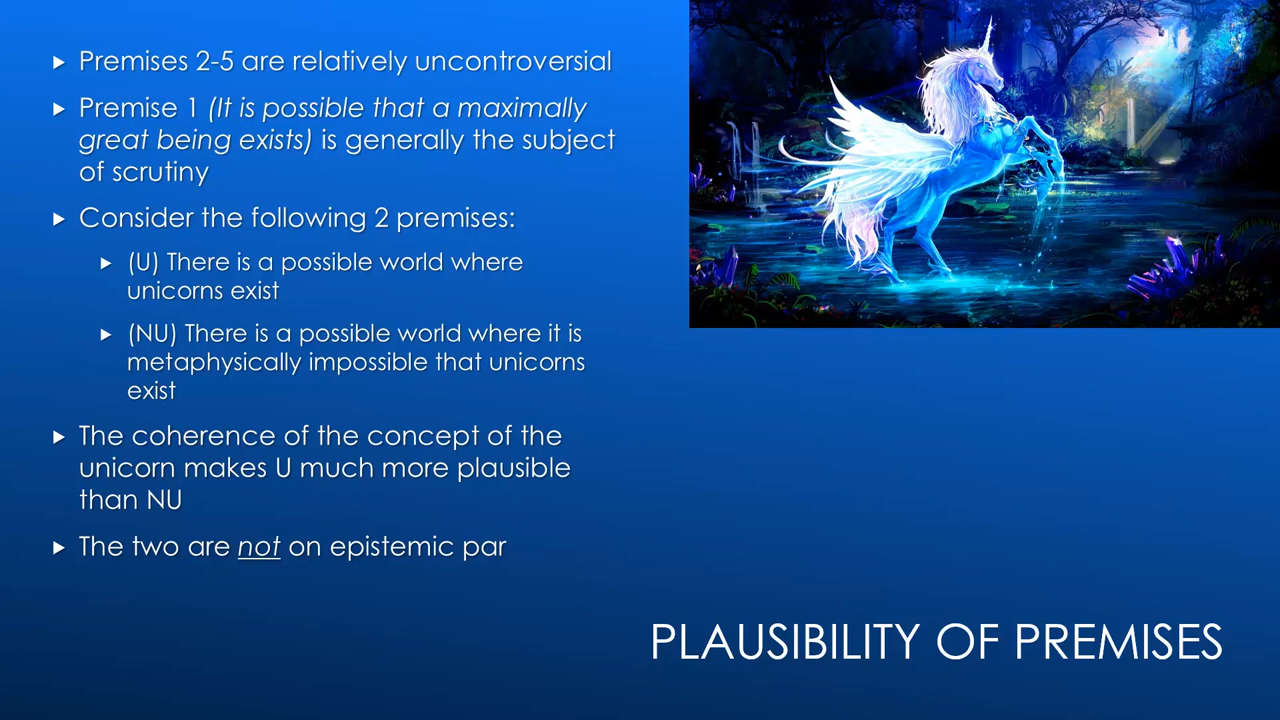 Premises 2-5 are relatively uncontroversial
Premise 1 (It is possible that a maximally
great being exists) is generally the subject
of scrutiny
Consider the following 2 premises:
(U) There is a possible world where
unicorns exist
(NU) There is a possible world where it is
metaphysically impossible that unicorns
exist
The coherence of the concept of the
unicorn makes U much more plausible
than NU
The two are not on epistemic par
PLAUSIBILITY OF PREMISES